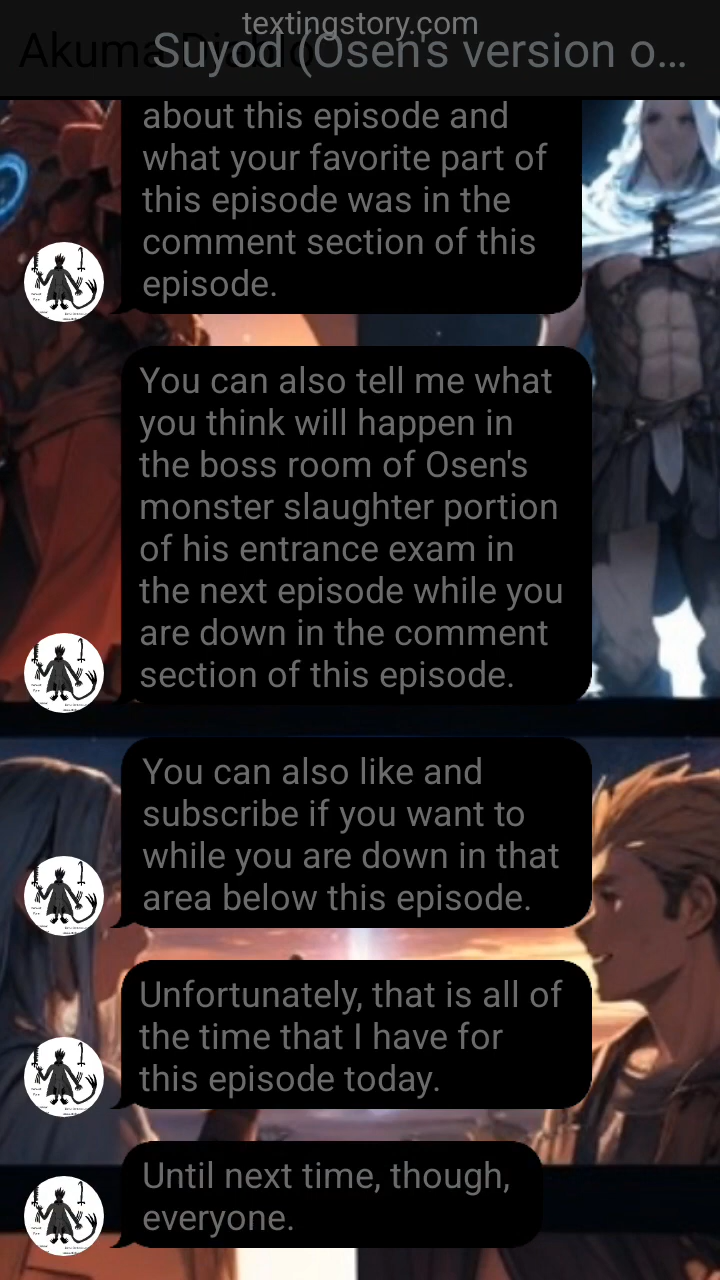 textingstory.com
Akuma Diablo
Suyod (Osen's version o...
about this episode and
what your favorite part of
this episode was in the
comment section of this
episode.
You can also tell me what
you think will happen in
the boss room of Osen's
monster slaughter portion
of his entrance exam in
the next episode while you
are down in the comment
section of this episode.
You can also like and
subscribe if you want to
while you are down in that
area below this episode.
Unfortunately, that is all of
the time that I have for
this episode today.
Until next time, though,
everyone.